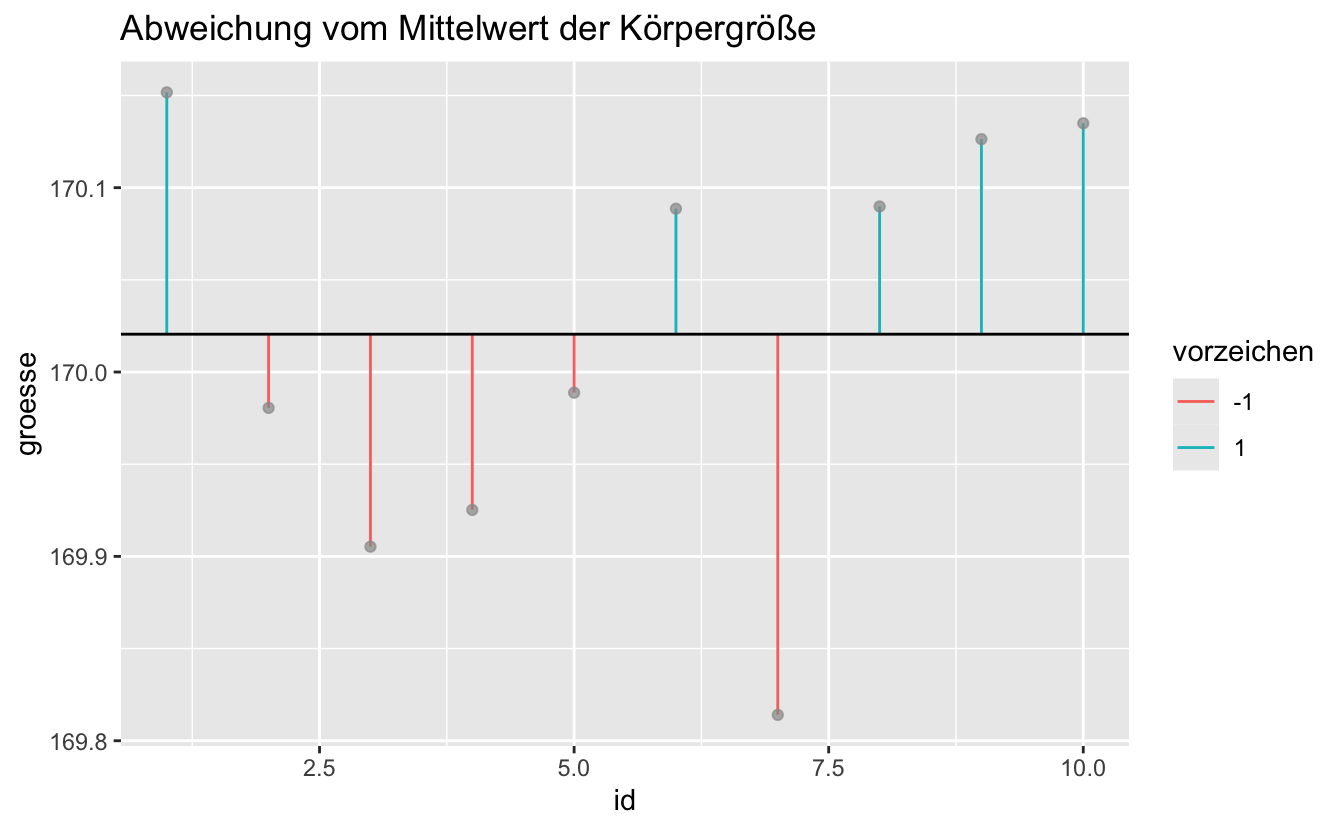 Abweichung vom Mittelwert der Körpergröße
170.1
170.0
169.9
169.8
groesse
2.5
5.0
7.5
10.0
id
vorzeichen
-1
1